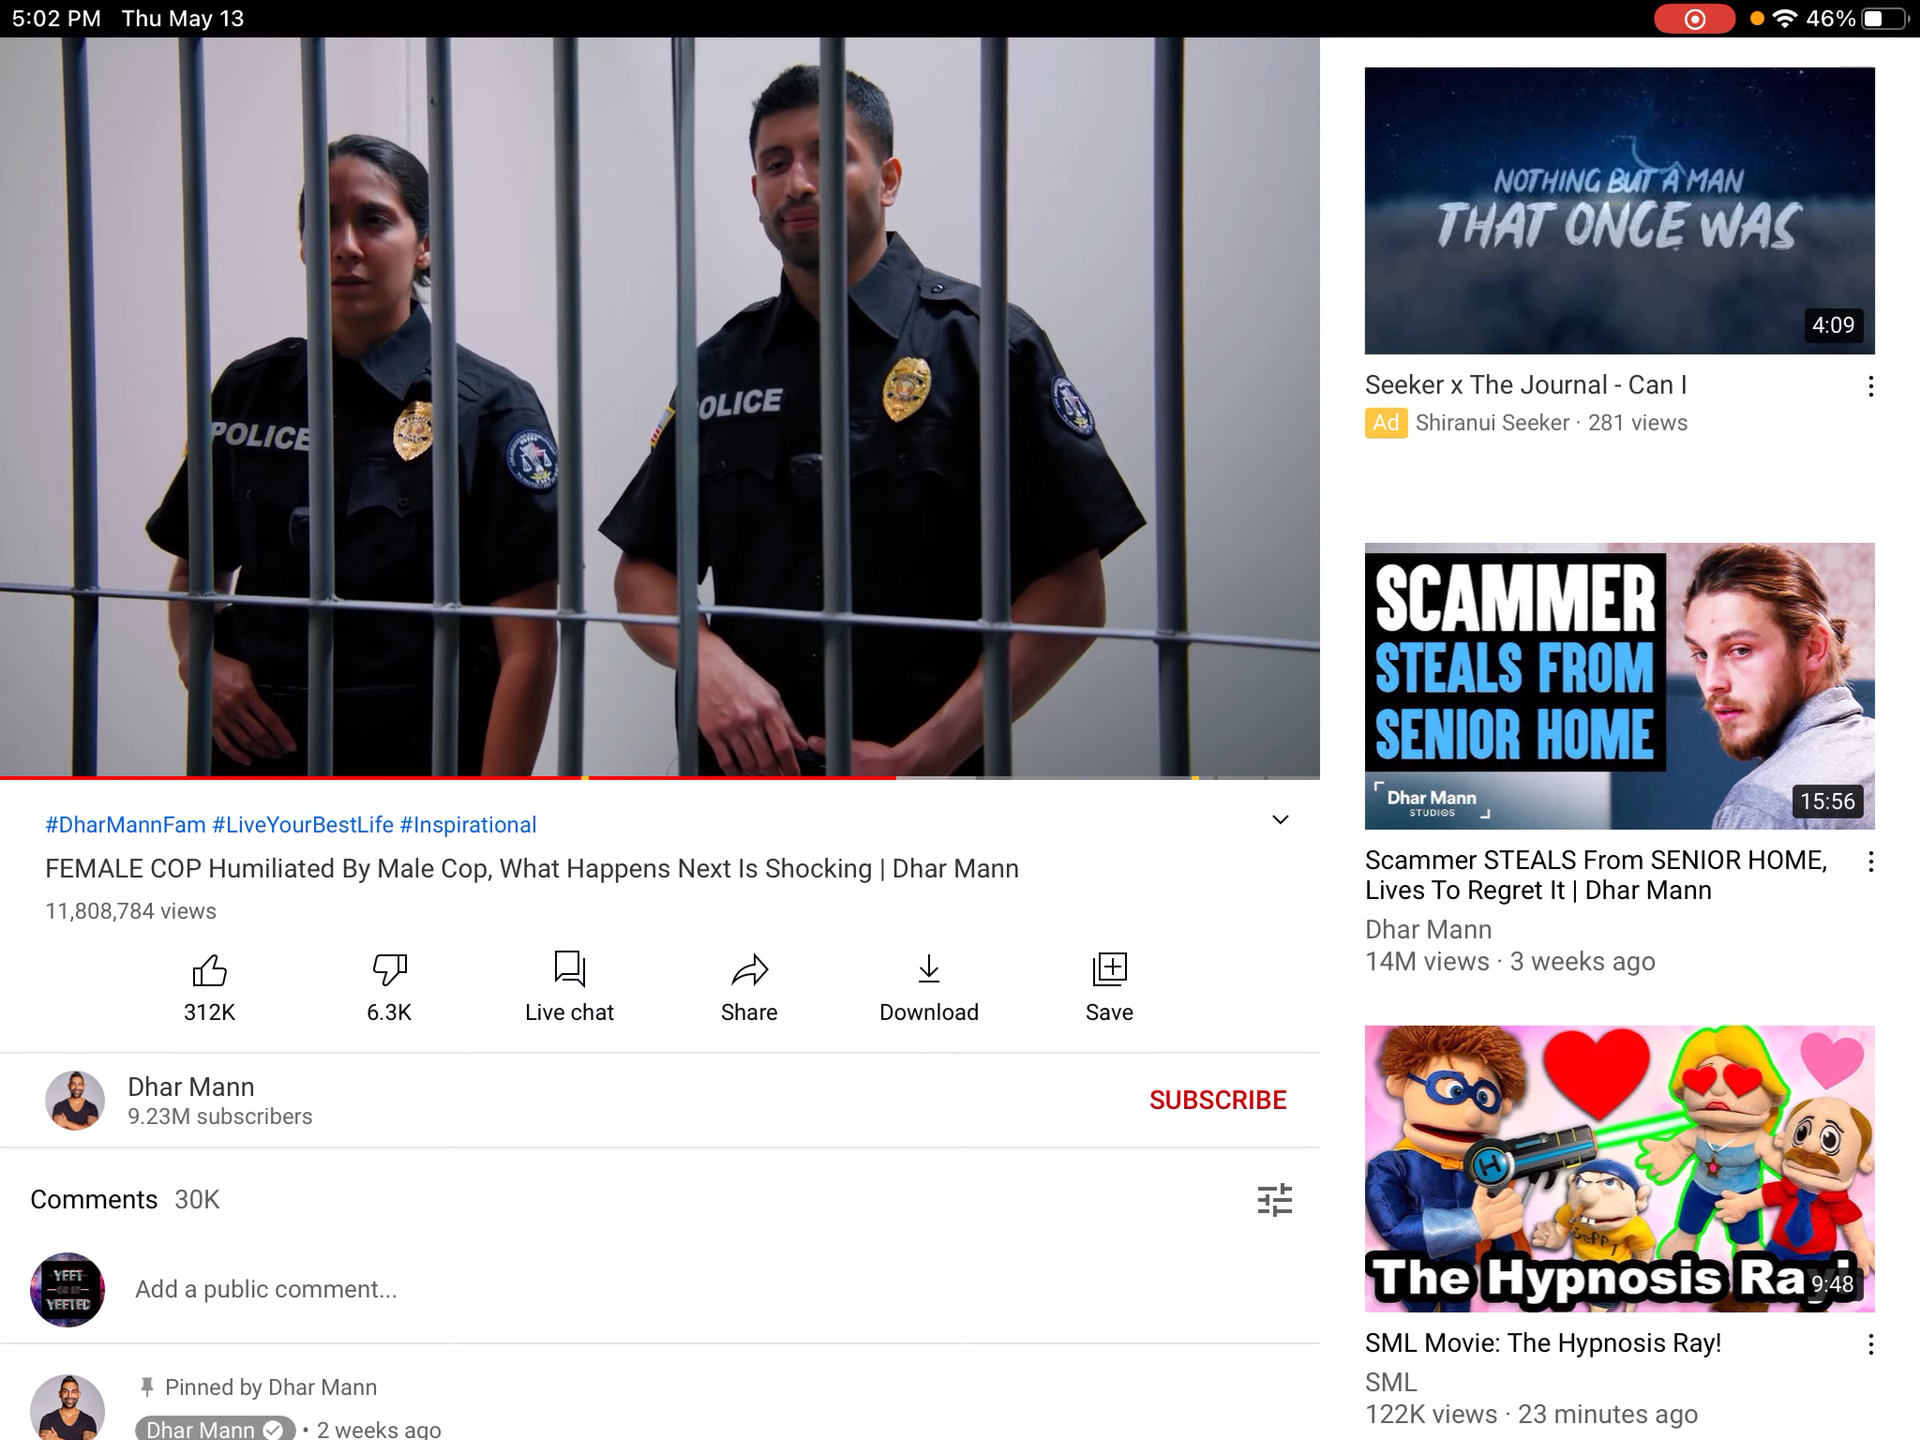 5:02 PM Thu May 13
46%
POLICE
OLICE
#DharMannFam #LiveYourBestLife #Inspirational
FEMALE COP Humiliated By Male Cop, What Happens Next Is Shocking | Dhar Mann
11,808,784 views
312K
6.3K
Live chat
Share
Download
Save
Dhar Mann
9.23M subscribers
SUBSCRIBE
Comments 30K
YEET
YEETED
Add a public comment...
Pinned by Dhar Mann
Dhar Mann • 2 weeks ago
NOTHING BUT A MAN
THAT ONCE WAS
4:09
Seeker x The Journal - Can I
Ad Shiranui Seeker · 281 views
SCAMMER
STEALS FROM
SENIOR HOME
Dhar Mann
STUDIOS
15:56
Scammer STEALS From SENIOR HOME,
Lives To Regret It | Dhar Mann
Dhar Mann
14M views · 3 weeks ago
H
The Hypnosis Ray!
9:48
SML Movie: The Hypnosis Ray!
SML
122K views · 23 minutes ago